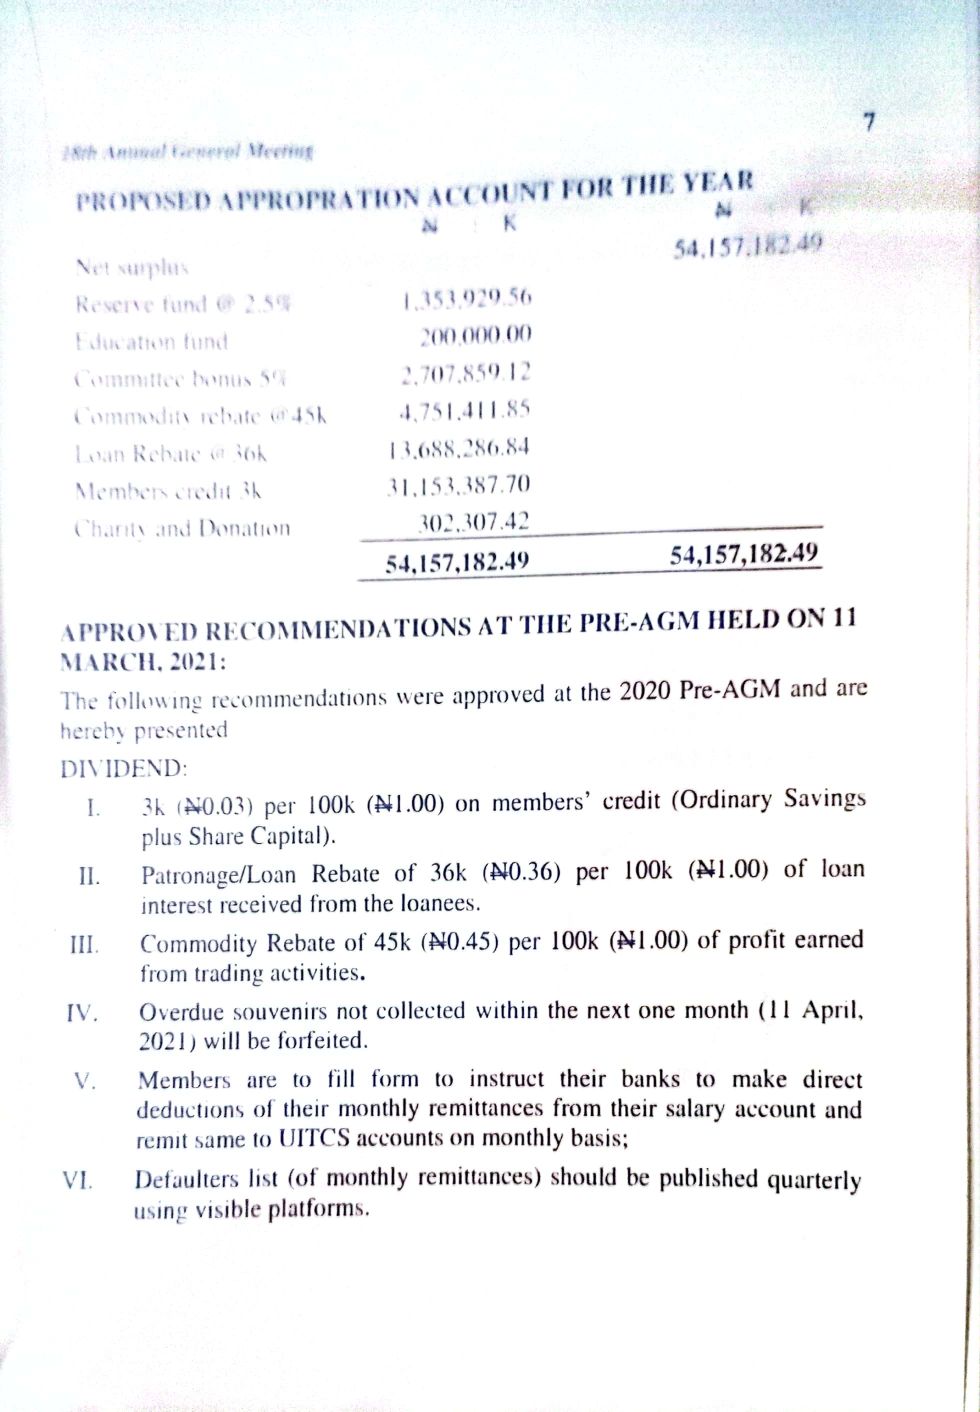 7
18th Annual General Meeting
PROPOSED APPROPRATION ACCOUNT FOR THE YEAR
₦ : K ₦ : K
Net surplus 54,157,182.49
Reserve fund @ 2.5% 1,353,929.56
Education fund 200,000.00
Committee bonus 5% 2,707,859.12
Commodity rebate @45k 4,751,411.85
Loan Rebate @ 36k 13,688,286.84
Members credit 3k 31,153,387.70
Charity and Donation 302,307.42
54,157,182.49 54,157,182.49
APPROVED RECOMMENDATIONS AT THE PRE-AGM HELD ON 11
MARCH, 2021:
The following recommendations were approved at the 2020 Pre-AGM and are
hereby presented
DIVIDEND:
I. 3k (₦0.03) per 100k (₦1.00) on members' credit (Ordinary Savings
plus Share Capital).
II. Patronage/Loan Rebate of 36k (₦0.36) per 100k (₦1.00) of loan
interest received from the loanees.
III. Commodity Rebate of 45k (₦0.45) per 100k (₦1.00) of profit earned
from trading activities.
IV. Overdue souvenirs not collected within the next one month (11 April,
2021) will be forfeited.
V. Members are to fill form to instruct their banks to make direct
deductions of their monthly remittances from their salary account and
remit same to UITCS accounts on monthly basis;
VI. Defaulters list (of monthly remittances) should be published quarterly
using visible platforms.